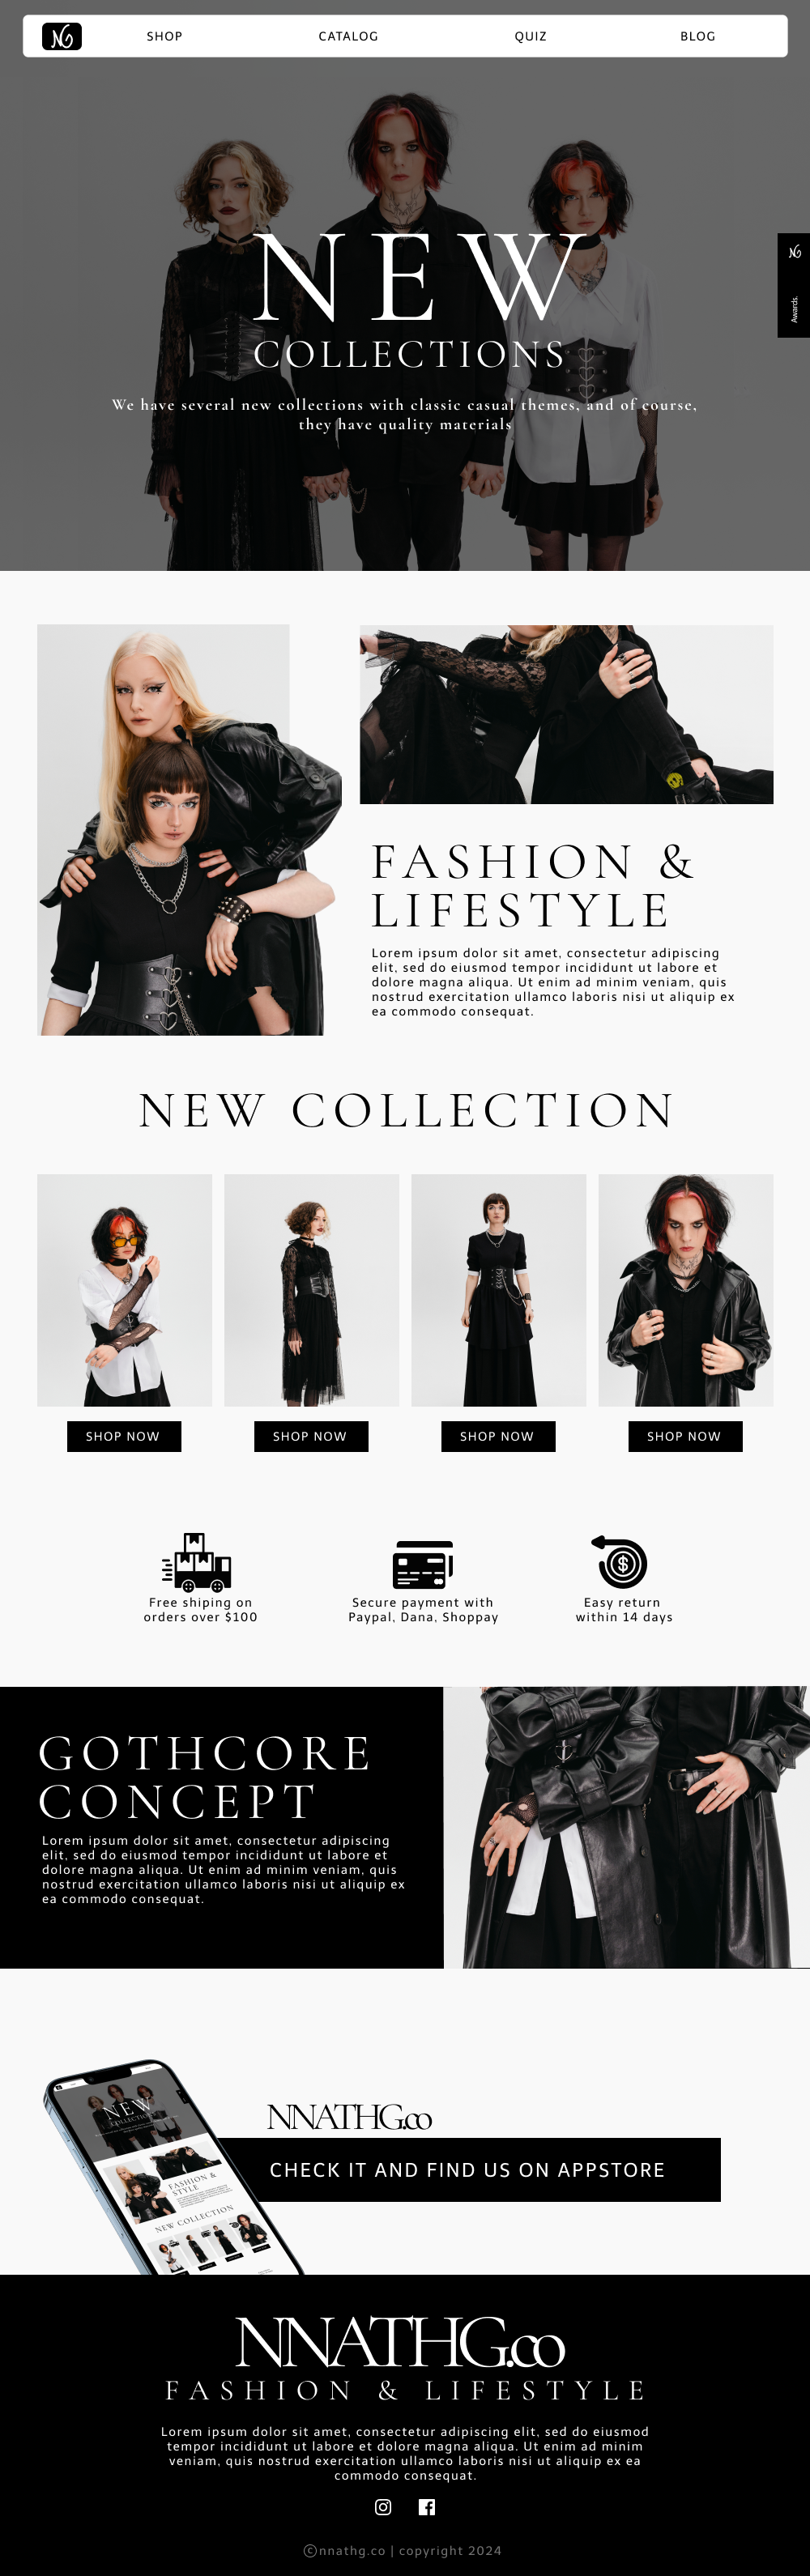 NG
SHOP CATALOG QUIZ BLOG
NEW
COLLECTIONS
We have several new collections with classic casual themes, and of course,
they have quality materials
NG
Awards.
FASHION &
LIFESTYLE
Lorem ipsum dolor sit amet, consectetur adipiscing
elit, sed do eiusmod tempor incididunt ut labore et
dolore magna aliqua. Ut enim ad minim veniam, quis
nostrud exercitation ullamco laboris nisi ut aliquip ex
ea commodo consequat.
NEW COLLECTION
SHOP NOW SHOP NOW SHOP NOW SHOP NOW
Free shiping on
orders over $100
Secure payment with
Paypal, Dana, Shoppay
Easy return
within 14 days
GOTHCORE
CONCEPT
Lorem ipsum dolor sit amet, consectetur adipiscing
elit, sed do eiusmod tempor incididunt ut labore et
dolore magna aliqua. Ut enim ad minim veniam, quis
nostrud exercitation ullamco laboris nisi ut aliquip ex
ea commodo consequat.
NEW
COLLECTIONS
FASHION &
STYLE
NEW COLLECTION
NNATHG.co
CHECK IT AND FIND US ON APPSTORE
NNATHG.co
FASHION & LIFESTYLE
Lorem ipsum dolor sit amet, consectetur adipiscing elit, sed do eiusmod
tempor incididunt ut labore et dolore magna aliqua. Ut enim ad minim
veniam, quis nostrud exercitation ullamco laboris nisi ut aliquip ex ea
commodo consequat.
©nnathg.co | copyright 2024